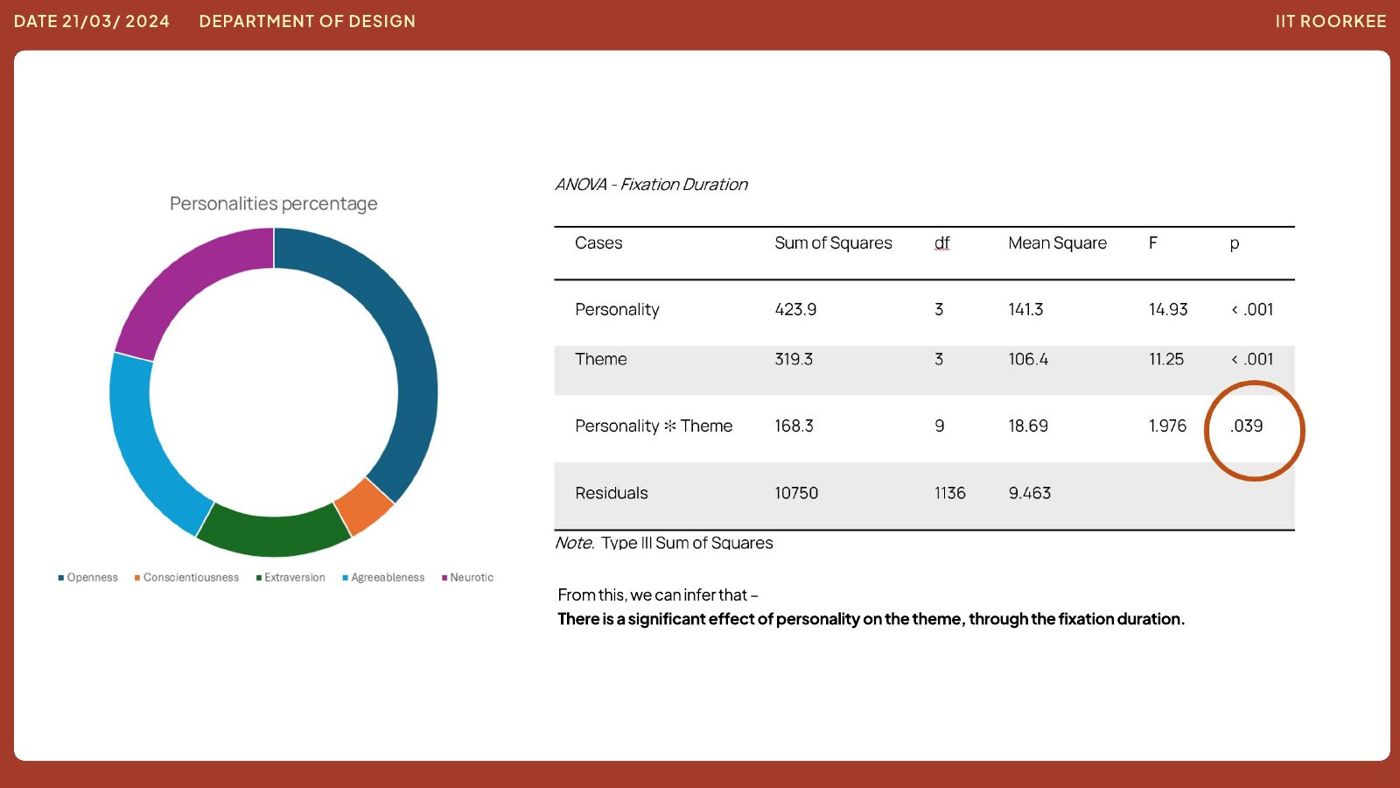 DATE 21/03/ 2024 DEPARTMENT OF DESIGN IIT ROORKEE
Personalities percentage
Openness Conscientiousness Extraversion Agreeableness Neurotic
ANOVA - Fixation Duration
Cases Sum of Squares df Mean Square F p
Personality 423.9 3 141.3 14.93 < .001
Theme 319.3 3 106.4 11.25 < .001
Personality ✻ Theme 168.3 9 18.69 1.976 .039
Residuals 10750 1136 9.463
Note. Type III Sum of Squares
From this, we can infer that –
There is a significant effect of personality on the theme, through the fixation duration.